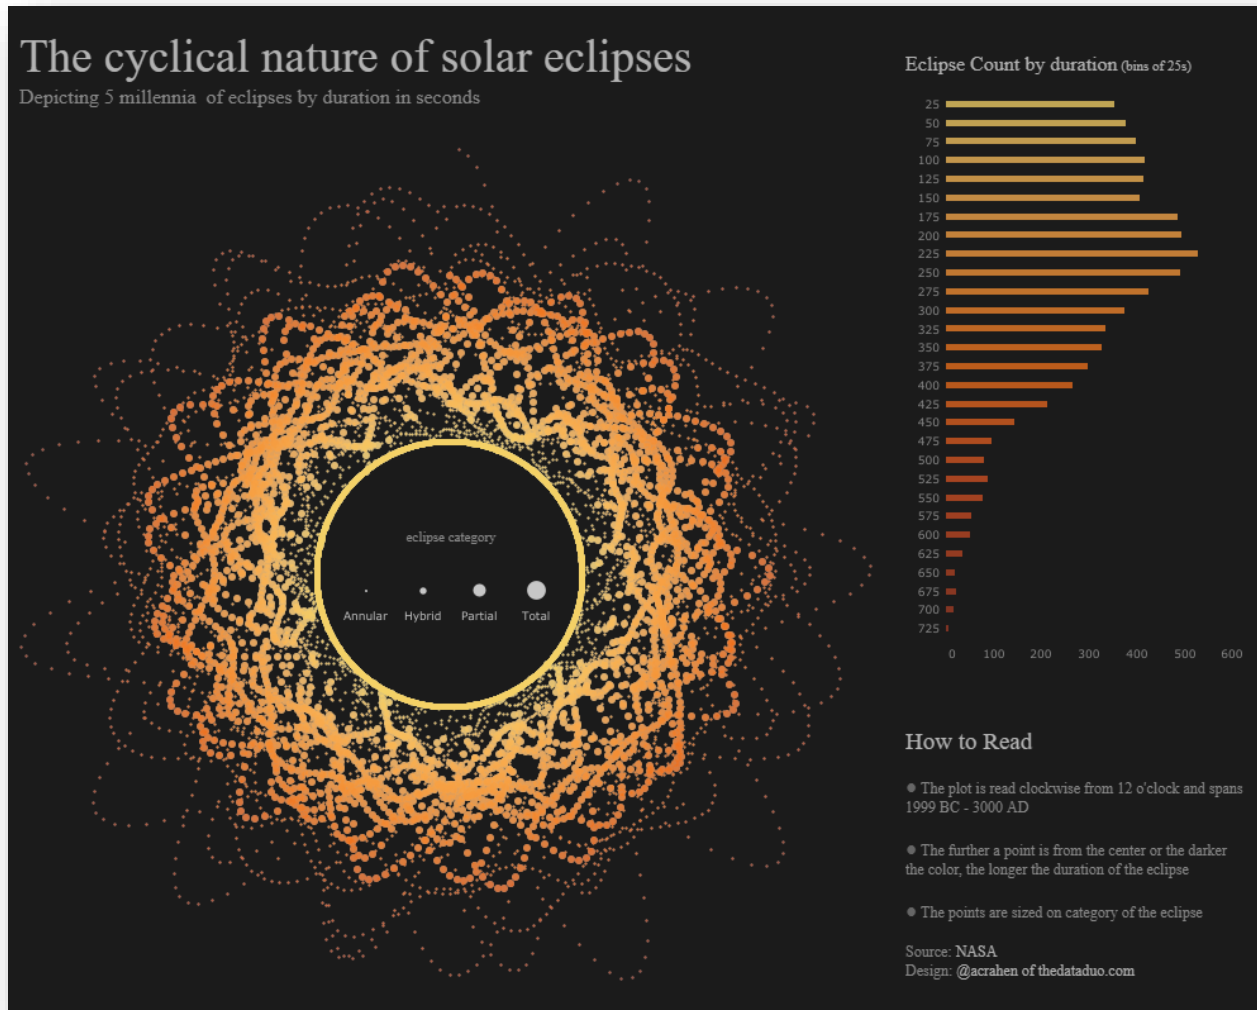 The cyclical nature of solar eclipses
Depicting 5 millennia of eclipses by duration in seconds
eclipse category
Annular Hybrid Partial Total
Eclipse Count by duration (bins of 25s)
25
50
75
100
125
150
175
200
225
250
275
300
325
350
375
400
425
450
475
500
525
550
575
600
625
650
675
700
725
0 100 200 300 400 500 600
How to Read
● The plot is read clockwise from 12 o'clock and spans
1999 BC - 3000 AD
● The further a point is from the center or the darker
the color, the longer the duration of the eclipse
● The points are sized on category of the eclipse
Source: NASA
Design: @acrahen of thedataduo.com